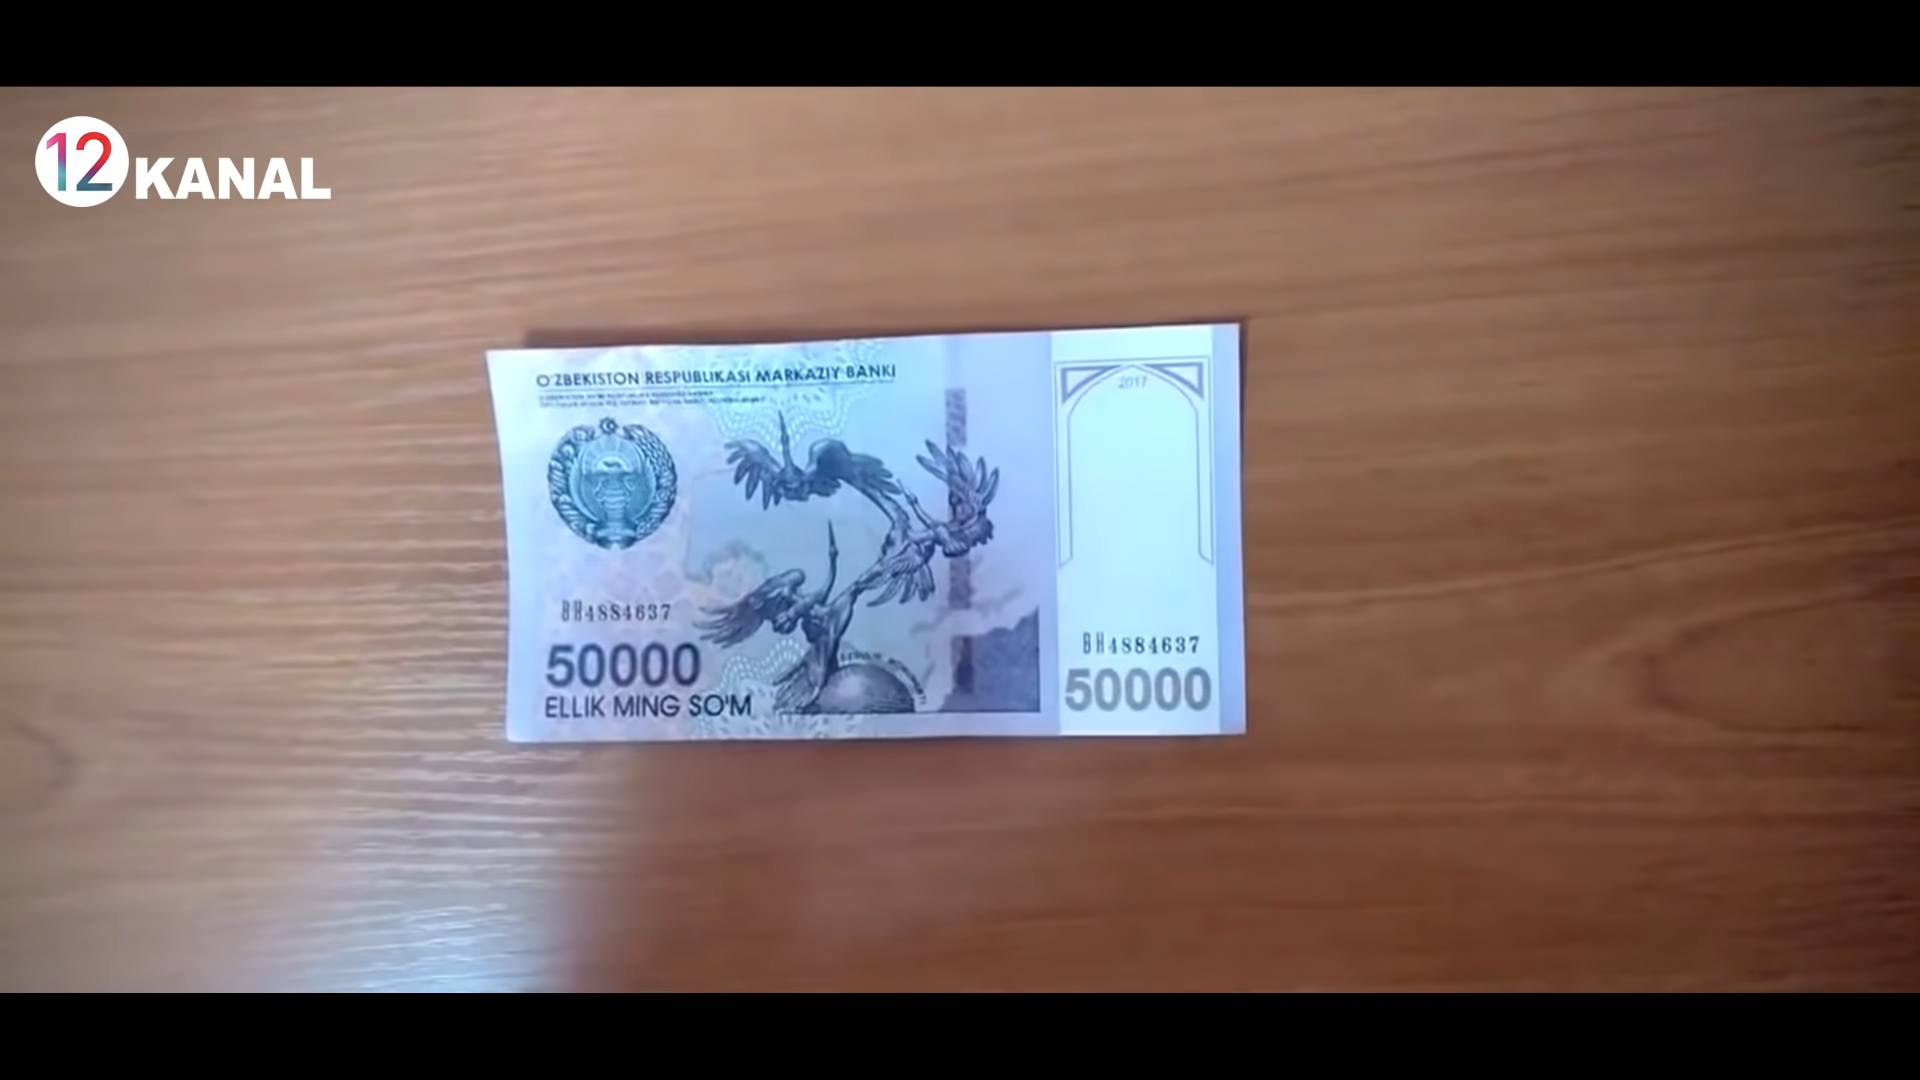 12 KANAL
O'ZBEKISTON RESPUBLIKASI MARKAZIY BANKI
2017
BH4884637
BH4884637
50000
50000
ELLIK MING SO'M